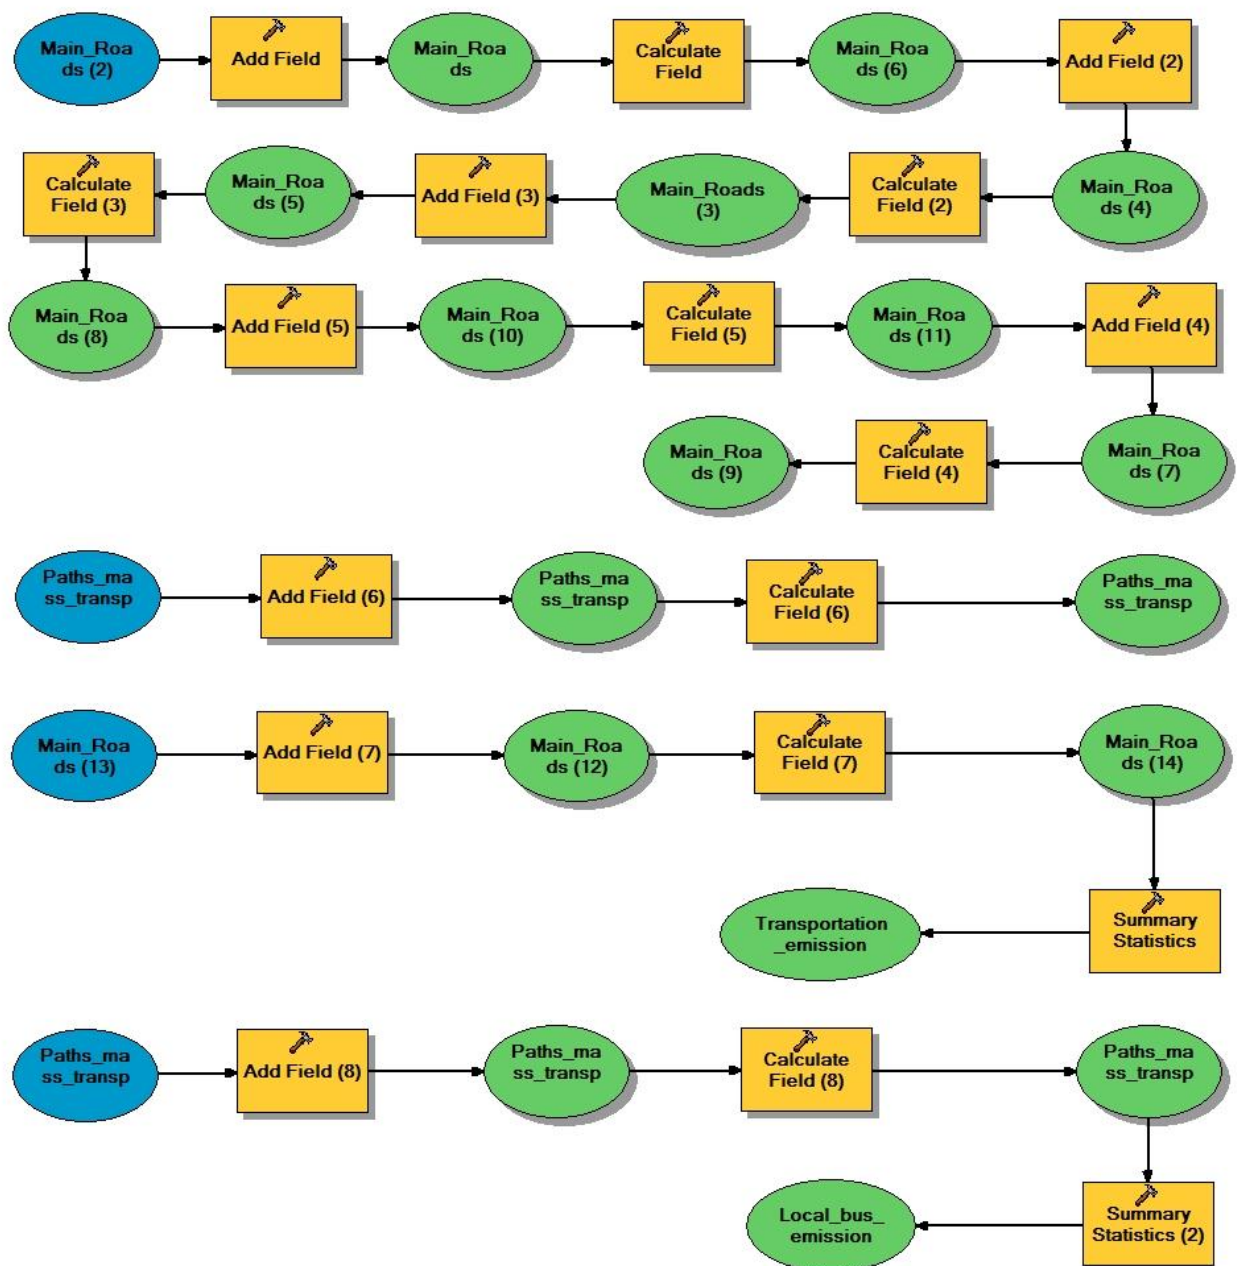 Main_Roa
ds (2)
Add Field
Main_Roa
ds
Calculate
Field
Main_Roa
ds (6)
Add Field (2)
Calculate
Field (3)
Main_Roa
ds (5)
Add Field (3)
Main_Roads
(3)
Calculate
Field (2)
Main_Roa
ds (4)
Main_Roa
ds (8)
Add Field (5)
Main_Roa
ds (10)
Calculate
Field (5)
Main_Roa
ds (11)
Add Field (4)
Main_Roa
ds (9)
Calculate
Field (4)
Main_Roa
ds (7)
Paths_ma
ss_transp
Add Field (6)
Paths_ma
ss_transp
Calculate
Field (6)
Paths_ma
ss_transp
Main_Roa
ds (13)
Add Field (7)
Main_Roa
ds (12)
Calculate
Field (7)
Main_Roa
ds (14)
Transportation
_emission
Summary
Statistics
Paths_ma
ss_transp
Add Field (8)
Paths_ma
ss_transp
Calculate
Field (8)
Paths_ma
ss_transp
Local_bus_
emission
Summary
Statistics (2)